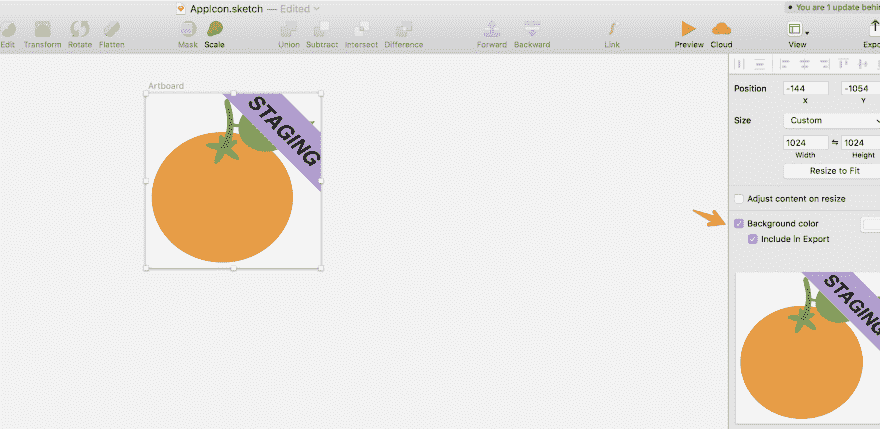 AppIcon.sketch — Edited
You are 1 update behin
Edit Transform Rotate Flatten Mask Scale Union Subtract Intersect Difference Forward Backward Link Preview Cloud View Expo
Artboard
STAGING
Position -144 -1054
X Y
Size Custom
1024 1024
Width Height
Resize to Fit
Adjust content on resize
Background color
Include in Export
STAGING